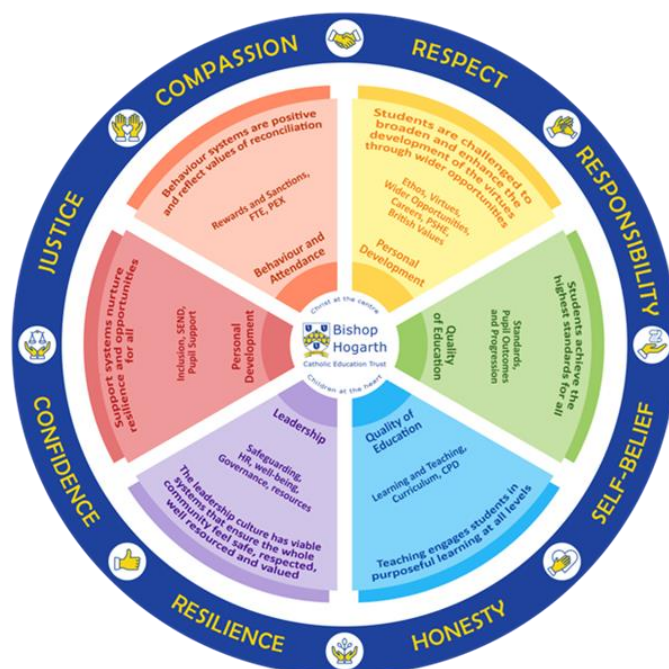 COMPASSION
RESPECT
RESPONSIBILITY
SELF-BELIEF
HONESTY
RESILIENCE
CONFIDENCE
JUSTICE
Behaviour systems are positive
and reflect values of reconciliation
Rewards and Sanctions,
FTE, PEX
Behaviour and
Attendance
Students are challenged to
broaden and enhance the
development of the virtues
through wider opportunities
Ethos, Virtues,
Wider Opportunities,
Careers, PSHE,
British Values
Personal
Development
Students achieve the
highest standards for all
Standards,
Pupil Outcomes
and Progression
Quality
of Education
Quality of
Education
Learning and Teaching,
Curriculum, CPD
Teaching engages students in
purposeful learning at all levels
Leadership
Safeguarding,
HR, well-being,
Governance, resources
The leadership culture has viable
systems that ensure the whole
community feel safe, respected,
well resourced and valued
Support systems nurture
resilience and opportunities
for all
Inclusion, SEND,
Pupil Support
Personal
Development
Christ at the centre
Bishop
Hogarth
Catholic Education Trust
Children at the heart